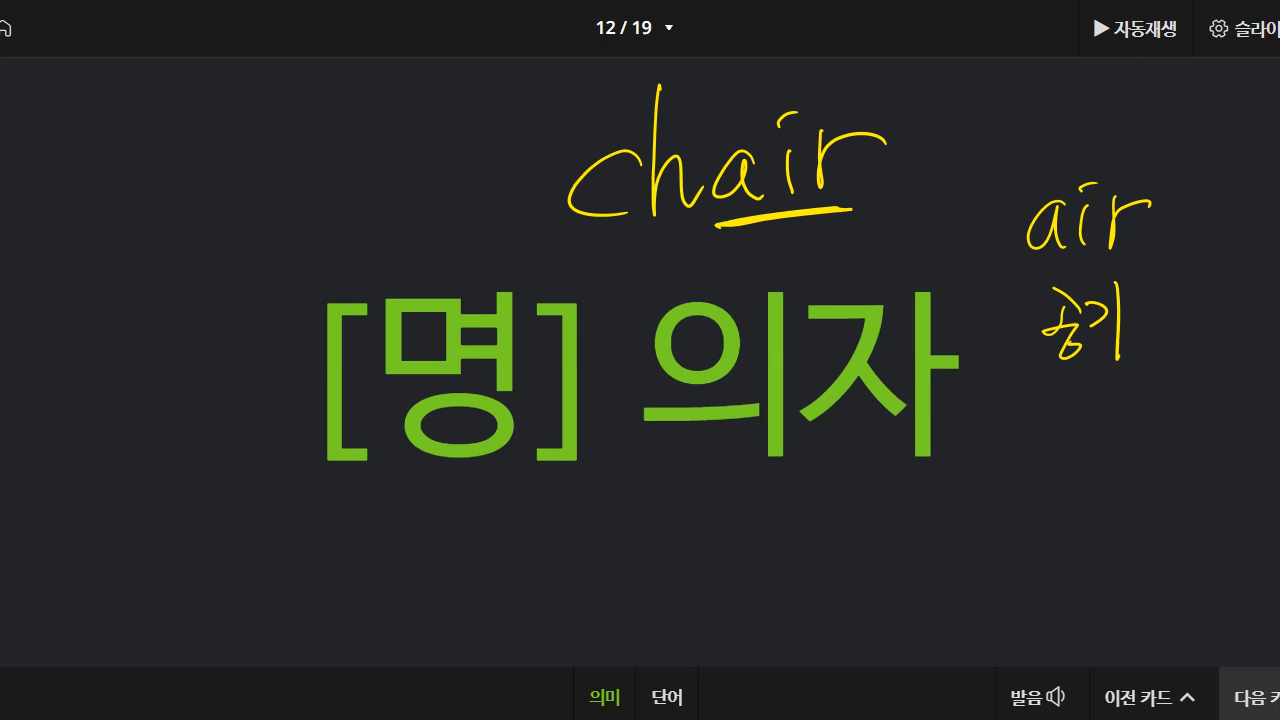 12 / 19
자동재생
슬라이
chair
air
공기
[명] 의자
의미
단어
발음
이전 카드
다음 카